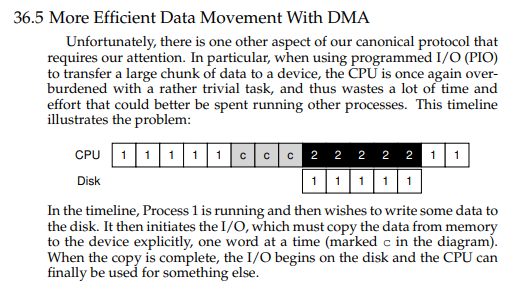 36.5 More Efficient Data Movement With DMA
Unfortunately, there is one other aspect of our canonical protocol that
requires our attention. In particular, when using programmed I/O (PIO)
to transfer a large chunk of data to a device, the CPU is once again over-
burdened with a rather trivial task, and thus wastes a lot of time and
effort that could better be spent running other processes. This timeline
illustrates the problem:
CPU 1 1 1 1 1 c c c 2 2 2 2 2 1 1
Disk 1 1 1 1 1
In the timeline, Process 1 is running and then wishes to write some data to
the disk. It then initiates the I/O, which must copy the data from memory
to the device explicitly, one word at a time (marked c in the diagram).
When the copy is complete, the I/O begins on the disk and the CPU can
finally be used for something else.